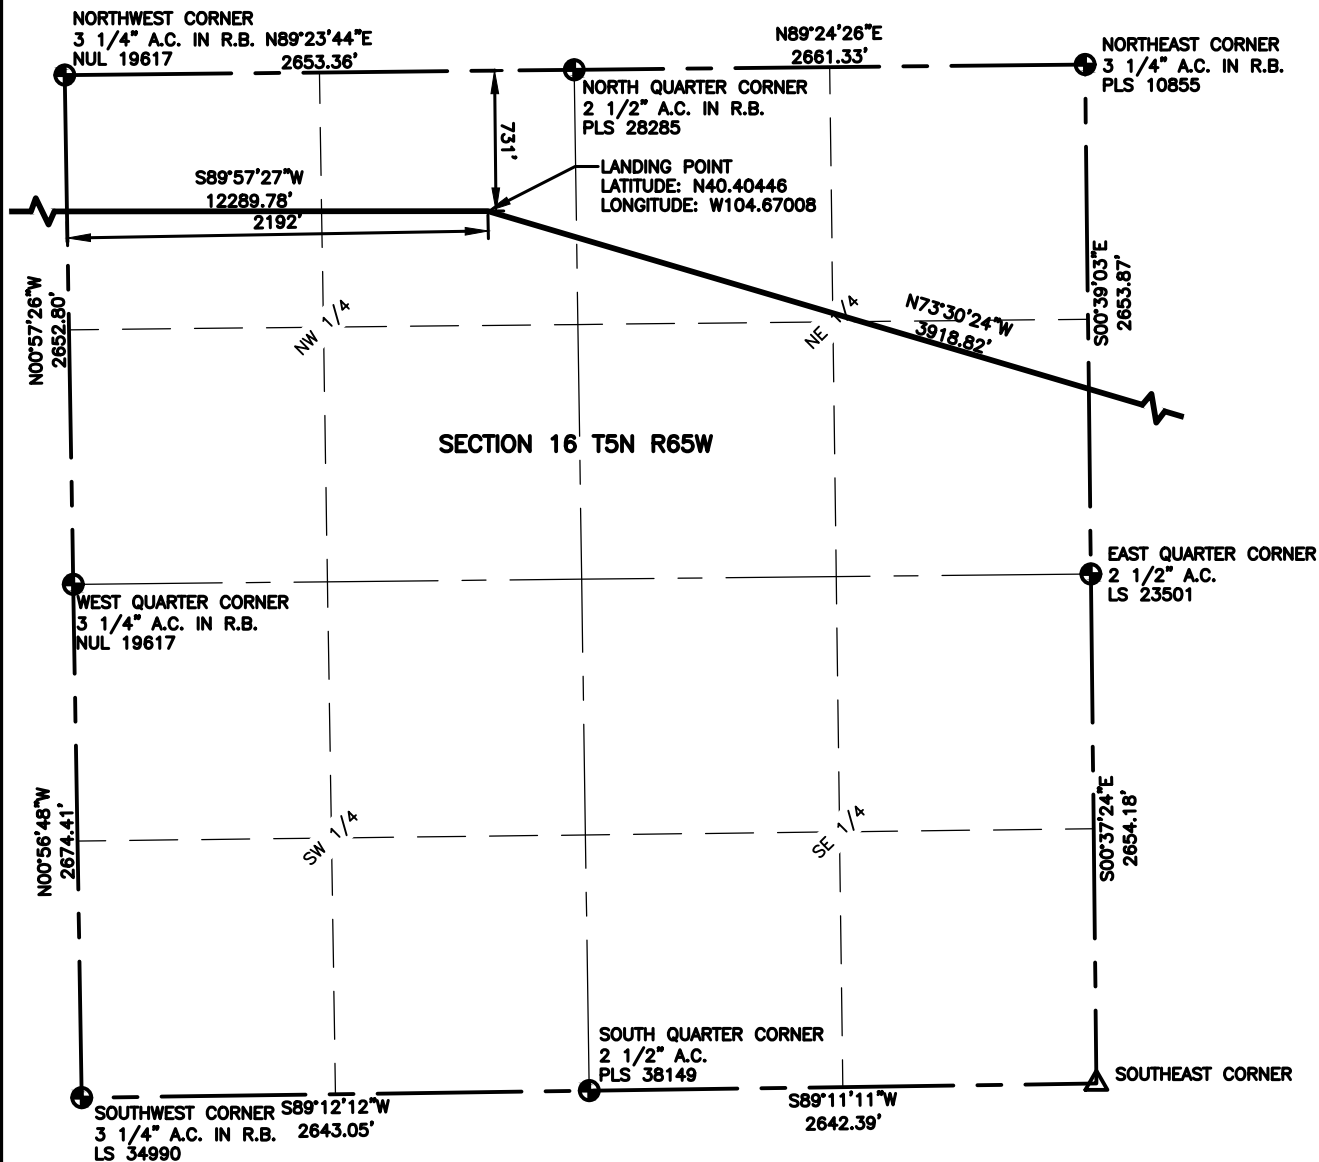 NORTHWEST CORNER
3 1/4" A.C. IN R.B.
NUL 19617
N89°23'44"E
2653.36'
N89°24'26"E
2661.33'
NORTHEAST CORNER
3 1/4" A.C. IN R.B.
PLS 10855
NORTH QUARTER CORNER
2 1/2" A.C. IN R.B.
PLS 28285
731'
LANDING POINT
LATITUDE: N40.40446
LONGITUDE: W104.67008
S89°57'27"W
12289.78'
2192'
N00°57'26"W
2652.80'
NW 1/4
NE 1/4
N73°30'24"W
3918.82'
S00°39'03"E
2653.87'
SECTION 16 T5N R65W
EAST QUARTER CORNER
2 1/2" A.C.
LS 23501
WEST QUARTER CORNER
3 1/4" A.C. IN R.B.
NUL 19617
N00°56'48"W
2674.41'
SW 1/4
SE 1/4
S00°37'24"E
2654.18'
SOUTH QUARTER CORNER
2 1/2" A.C.
PLS 38149
SOUTHEAST CORNER
SOUTHWEST CORNER
3 1/4" A.C. IN R.B.
LS 34990
S89°12'12"W
2643.05'
S89°11'11"W
2642.39'